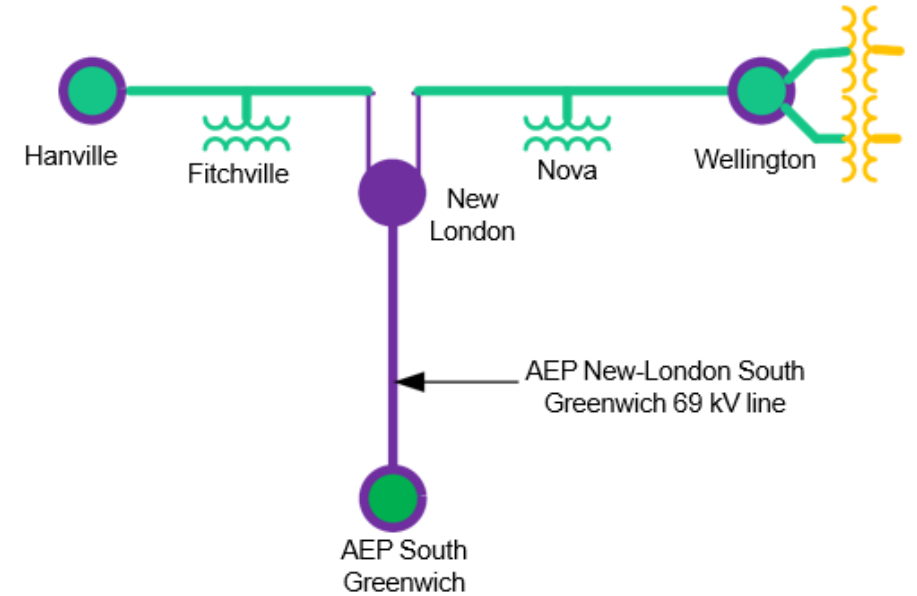 Hanville
Fitchville
New
London
Nova
Wellington
AEP New-London South
Greenwich 69 kV line
AEP South
Greenwich